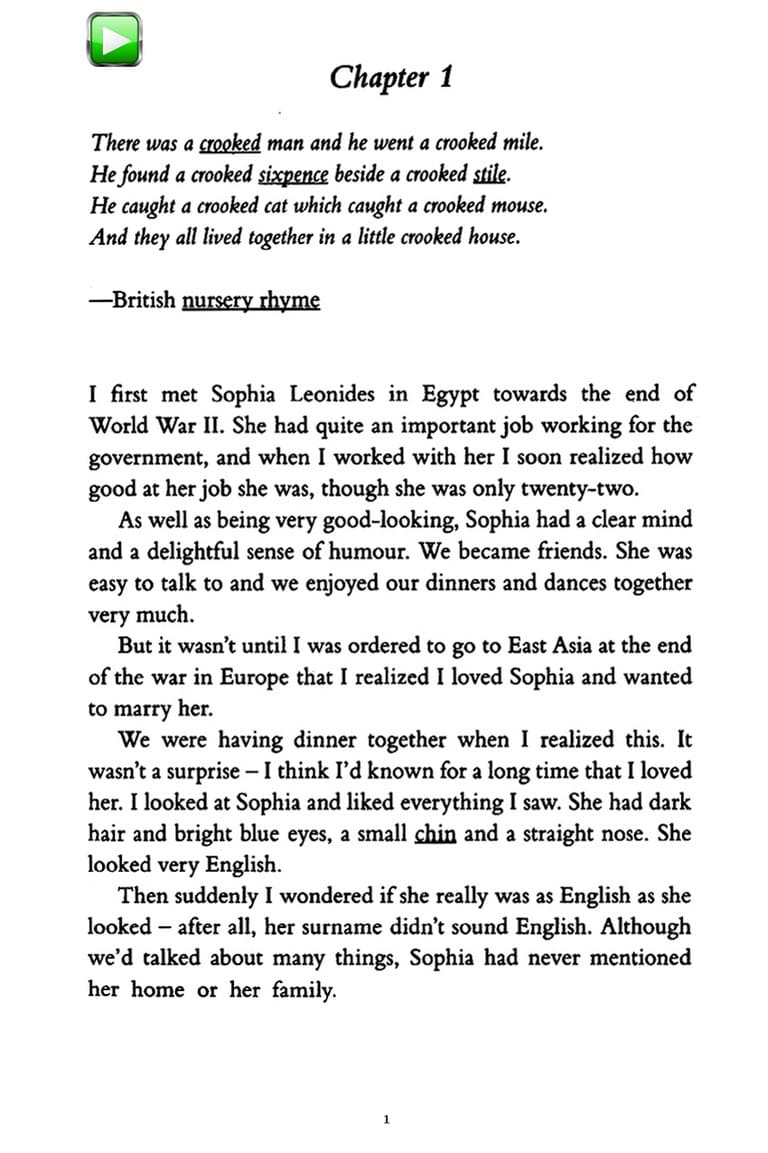 Chapter 1
There was a crooked man and he went a crooked mile.
He found a crooked sixpence beside a crooked stile.
He caught a crooked cat which caught a crooked mouse.
And they all lived together in a little crooked house.
—British nursery rhyme
I first met Sophia Leonides in Egypt towards the end of
World War II. She had quite an important job working for the
government, and when I worked with her I soon realized how
good at her job she was, though she was only twenty-two.
As well as being very good-looking, Sophia had a clear mind
and a delightful sense of humour. We became friends. She was
easy to talk to and we enjoyed our dinners and dances together
very much.
But it wasn't until I was ordered to go to East Asia at the end
of the war in Europe that I realized I loved Sophia and wanted
to marry her.
We were having dinner together when I realized this. It
wasn't a surprise – I think I'd known for a long time that I loved
her. I looked at Sophia and liked everything I saw. She had dark
hair and bright blue eyes, a small chin and a straight nose. She
looked very English.
Then suddenly I wondered if she really was as English as she
looked – after all, her surname didn't sound English. Although
we'd talked about many things, Sophia had never mentioned
her home or her family.
1